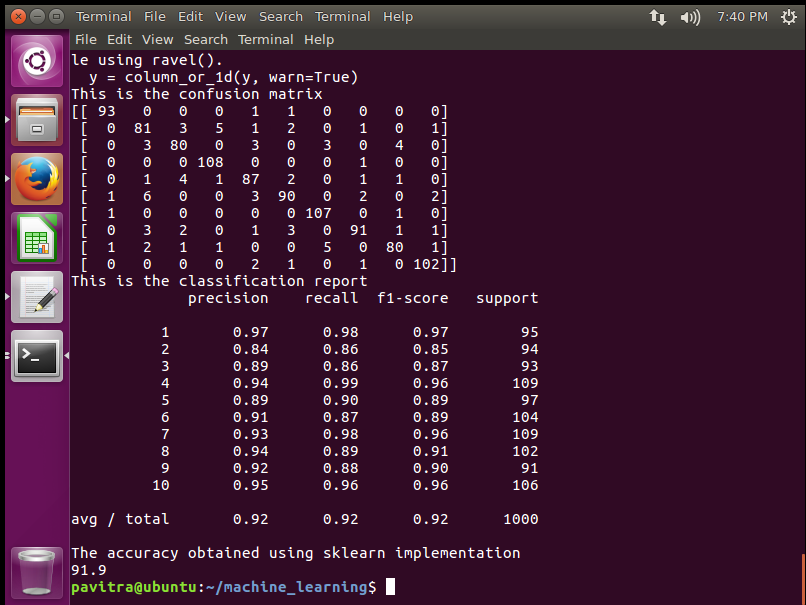 Terminal File Edit View Search Terminal Help 7:40 PM
File Edit View Search Terminal Help
le using ravel().
  y = column_or_1d(y, warn=True)
This is the confusion matrix
[[ 93   0   0   0   1   1   0   0   0   0]
 [  0  81   3   5   1   2   0   1   0   1]
 [  0   3  80   0   3   0   3   0   4   0]
 [  0   0   0 108   0   0   0   1   0   0]
 [  0   1   4   1  87   2   0   1   1   0]
 [  1   6   0   0   3  90   0   2   0   2]
 [  1   0   0   0   0   0 107   0   1   0]
 [  0   3   2   0   1   3   0  91   1   1]
 [  1   2   1   1   0   0   5   0  80   1]
 [  0   0   0   0   2   1   0   1   0 102]]
This is the classification report
             precision    recall  f1-score   support

          1       0.97      0.98      0.97        95
          2       0.84      0.86      0.85        94
          3       0.89      0.86      0.87        93
          4       0.94      0.99      0.96       109
          5       0.89      0.90      0.89        97
          6       0.91      0.87      0.89       104
          7       0.93      0.98      0.96       109
          8       0.94      0.89      0.91       102
          9       0.92      0.88      0.90        91
         10       0.95      0.96      0.96       106

avg / total       0.92      0.92      0.92      1000

The accuracy obtained using sklearn implementation
91.9
pavitra@ubuntu:~/machine_learning$